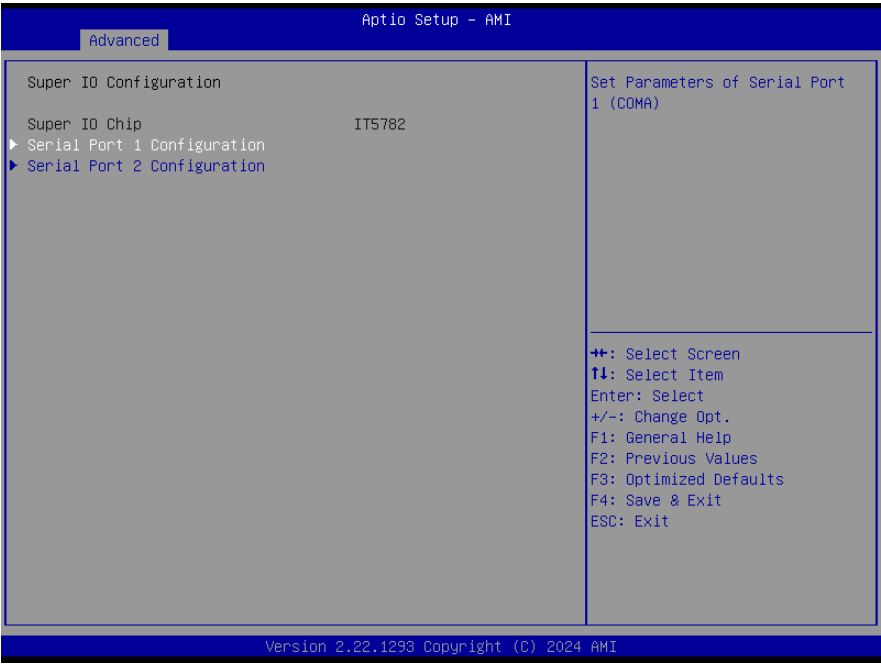 Aptio Setup – AMI
Advanced
Super IO Configuration
Super IO Chip IT5782
Serial Port 1 Configuration
Serial Port 2 Configuration
Set Parameters of Serial Port
1 (COMA)
→←: Select Screen
↑↓: Select Item
Enter: Select
+/-: Change Opt.
F1: General Help
F2: Previous Values
F3: Optimized Defaults
F4: Save & Exit
ESC: Exit
Version 2.22.1293 Copyright (C) 2024 AMI